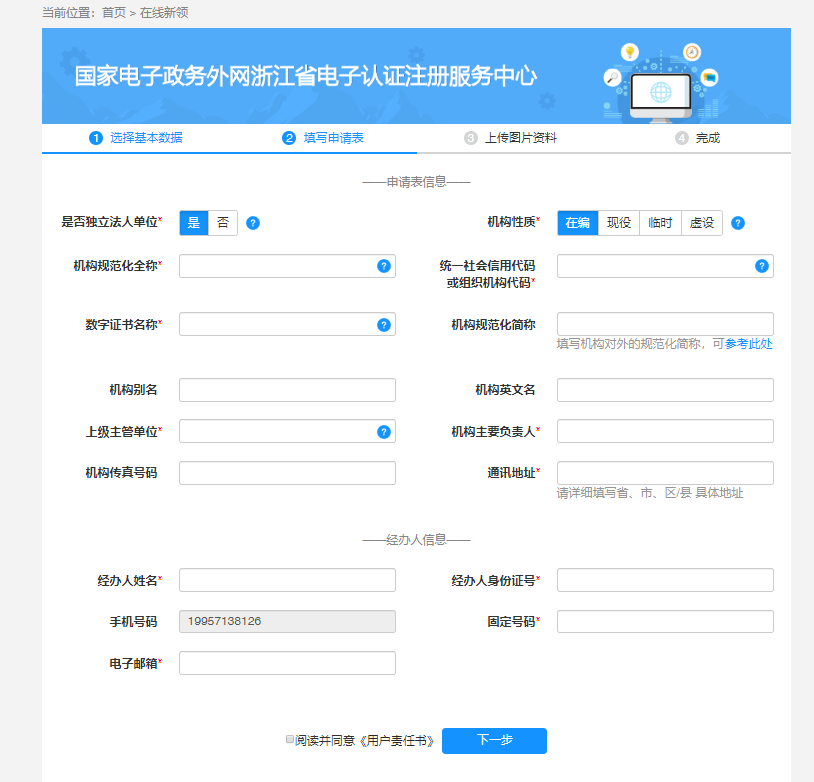 当前位置：首页 > 在线新领
国家电子政务外网浙江省电子认证注册服务中心
1 选择基本数据 2 填写申请表 3 上传图片资料 4 完成
——申请表信息——
是否独立法人单位* 是 否 ? 机构性质* 在编 现役 临时 虚设 ?
机构规范化全称* ? 统一社会信用代码 ?
或组织机构代码*
数字证书名称* ? 机构规范化简称
填写机构对外的规范化简称，可参考此处
机构别名 机构英文名
上级主管单位* ? 机构主要负责人*
机构传真号码 通讯地址*
请详细填写省、市、区/县 具体地址
——经办人信息——
经办人姓名* 经办人身份证号*
手机号码 19957138126 固定号码*
电子邮箱*
阅读并同意《用户责任书》 下一步